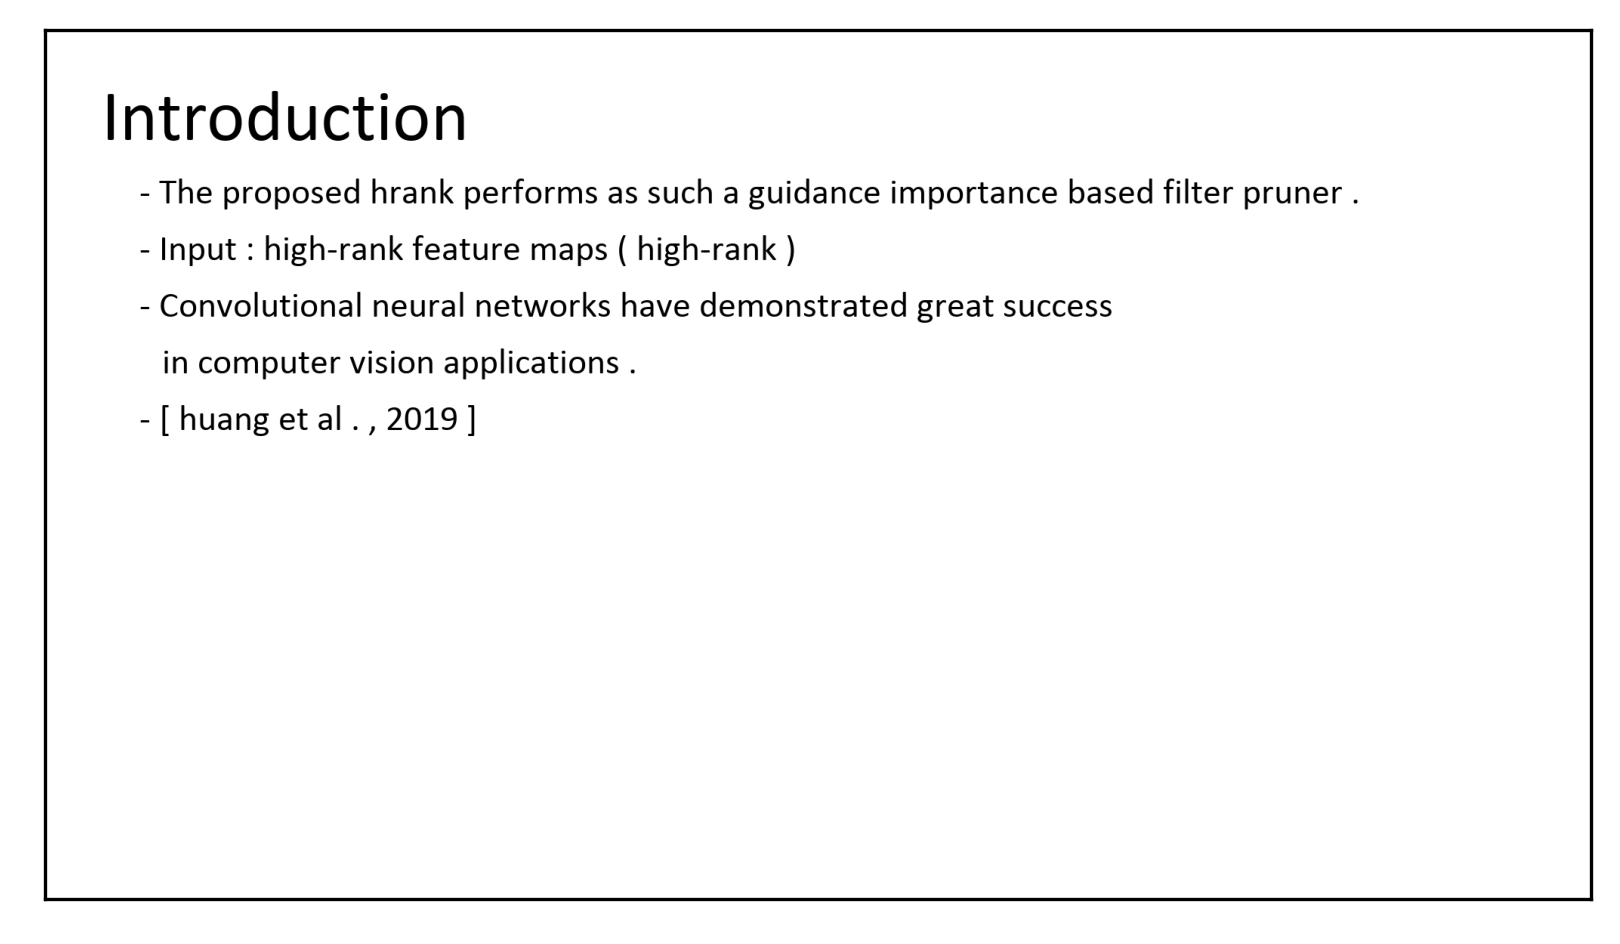 Introduction
- The proposed hrank performs as such a guidance importance based filter pruner .
- Input : high-rank feature maps ( high-rank )
- Convolutional neural networks have demonstrated great success
in computer vision applications .
- [ huang et al . , 2019 ]